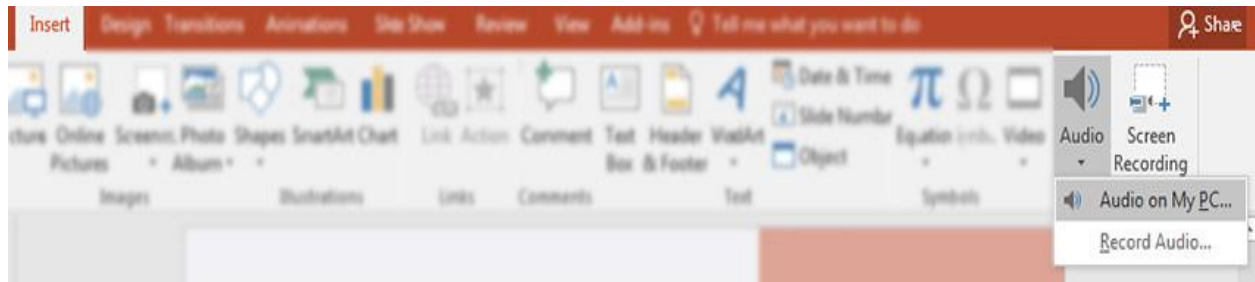 Insert Design Transitions Animations Slide Show Review View Add-ins Tell me what you want to do Share
Online Screensh. Photo Shapes SmartArt Chart Link Action Comment Text Header WordArt Date & Time Equation Video Audio Screen
Pictures Album Box & Footer Slide Number Recording
Object
Images Illustrations Links Comments Text Symbols
Audio on My PC...
Record Audio...